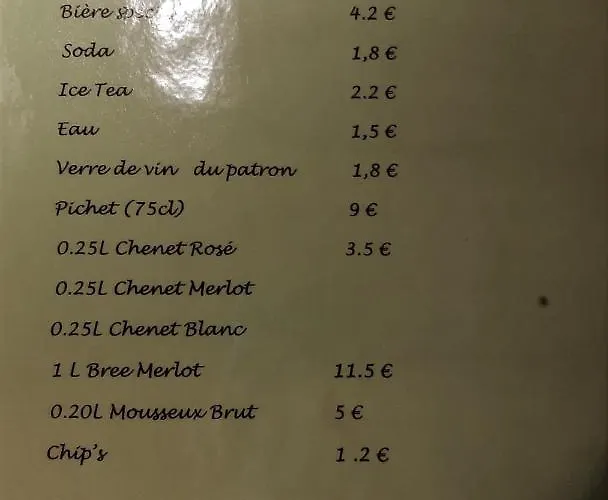 Bière 4.2 €
Soda 1,8 €
Ice Tea 2.2 €
Eau 1,5 €
Verre de vin du patron 1,8 €
Pichet (75cl) 9 €
0.25L Chenet Rosé 3.5 €
0.25L Chenet Merlot
0.25L Chenet Blanc
1 L Bree Merlot 11.5 €
0.20L Mousseux Brut 5 €
Chip's 1 .2 €